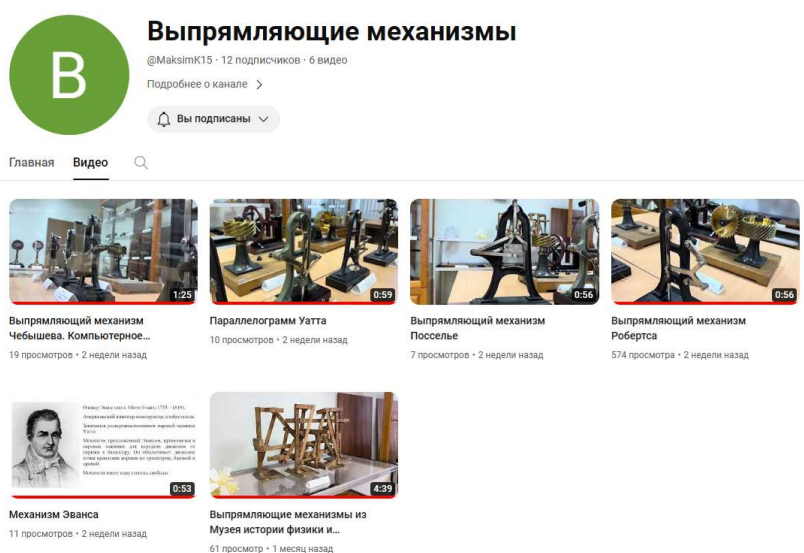 В
Выпрямляющие механизмы
@MaksimK15 · 12 подписчиков · 6 видео
Подробнее о канале
Вы подписаны
Главная Видео
1:25
0:59
0:56
0:56
Выпрямляющий механизм
Чебышева. Компьютерное...
19 просмотров • 2 недели назад
Параллелограмм Уатта
10 просмотров • 2 недели назад
Выпрямляющий механизм
Посселье
7 просмотров • 2 недели назад
Выпрямляющий механизм
Робертса
574 просмотра • 2 недели назад
0:53
4:39
Механизм Эванса
11 просмотров • 2 недели назад
Выпрямляющие механизмы из
Музея истории физики и...
61 просмотр • 1 месяц назад